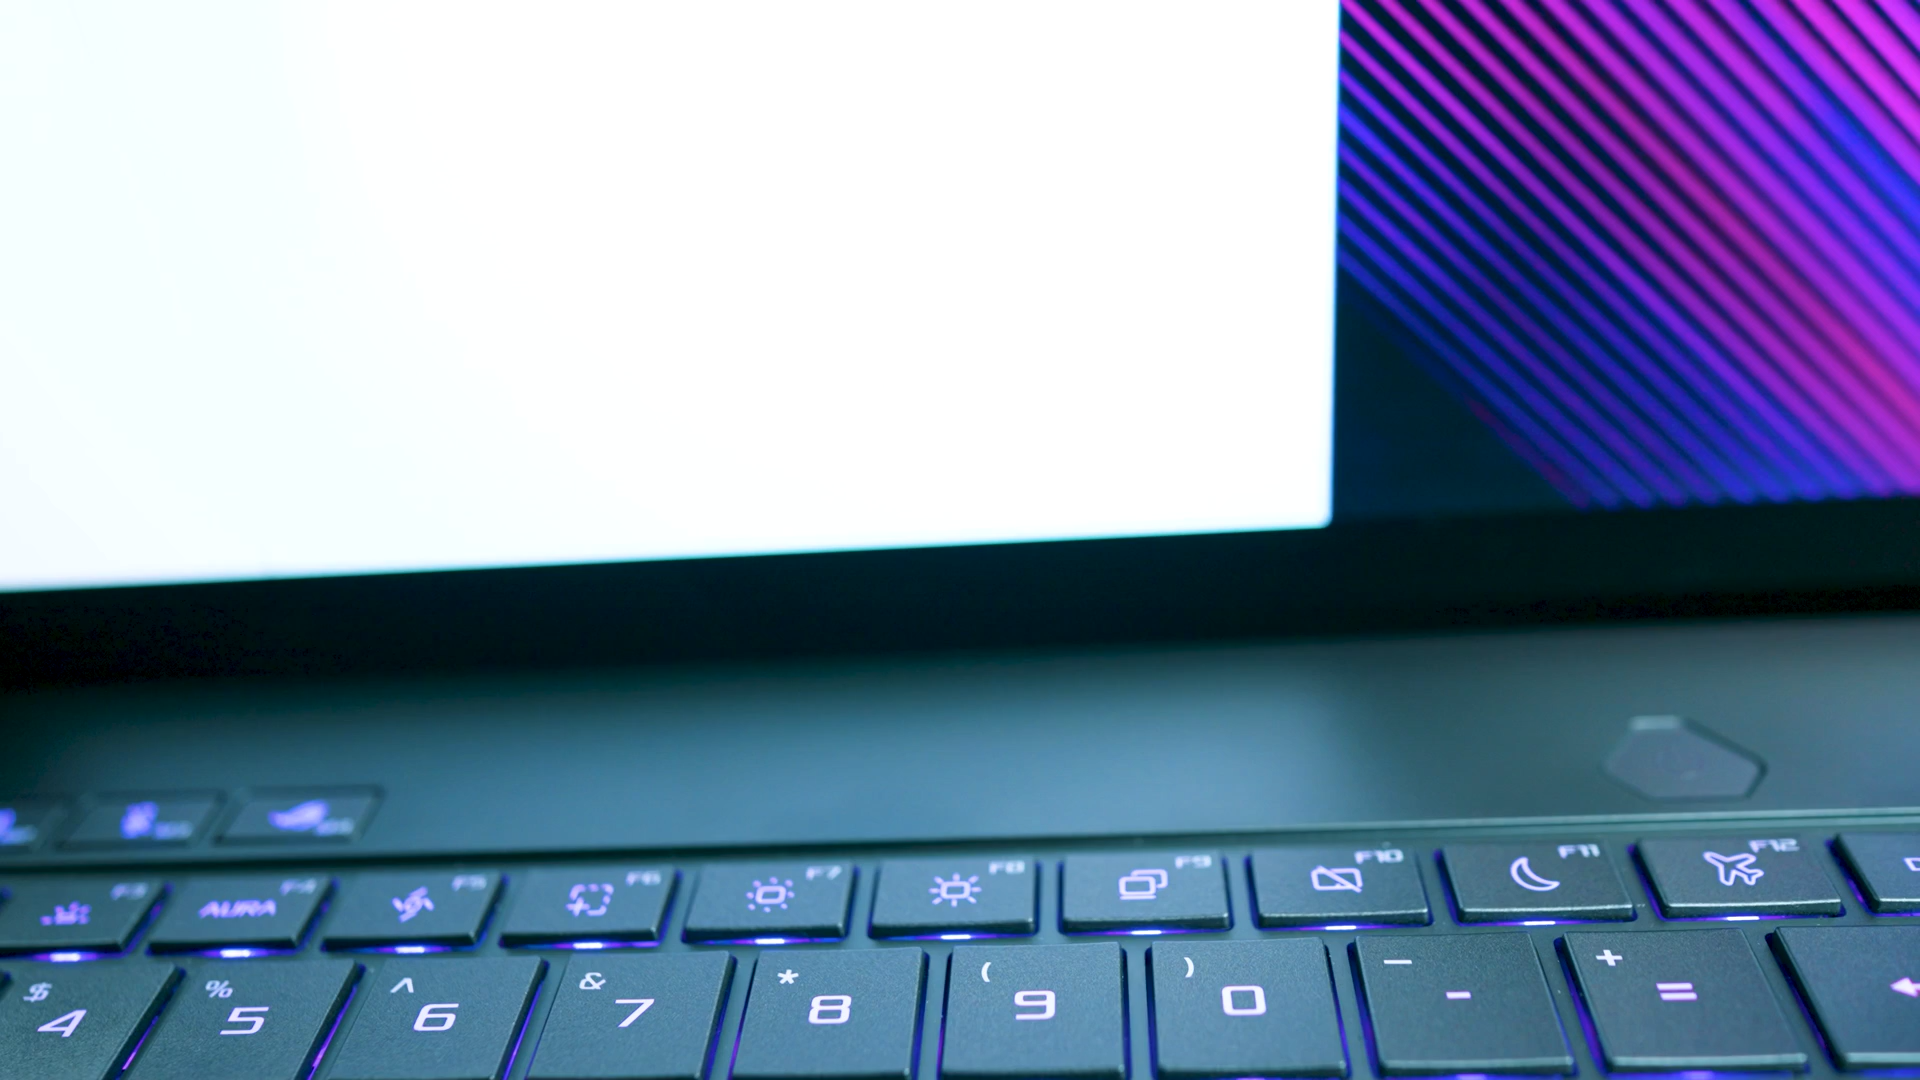 F3 AURA F4 F5 F6 F7 F8 F9 F10 F11 F12
$ % ^ & * ( ) — +
4 5 6 7 8 9 0 - =